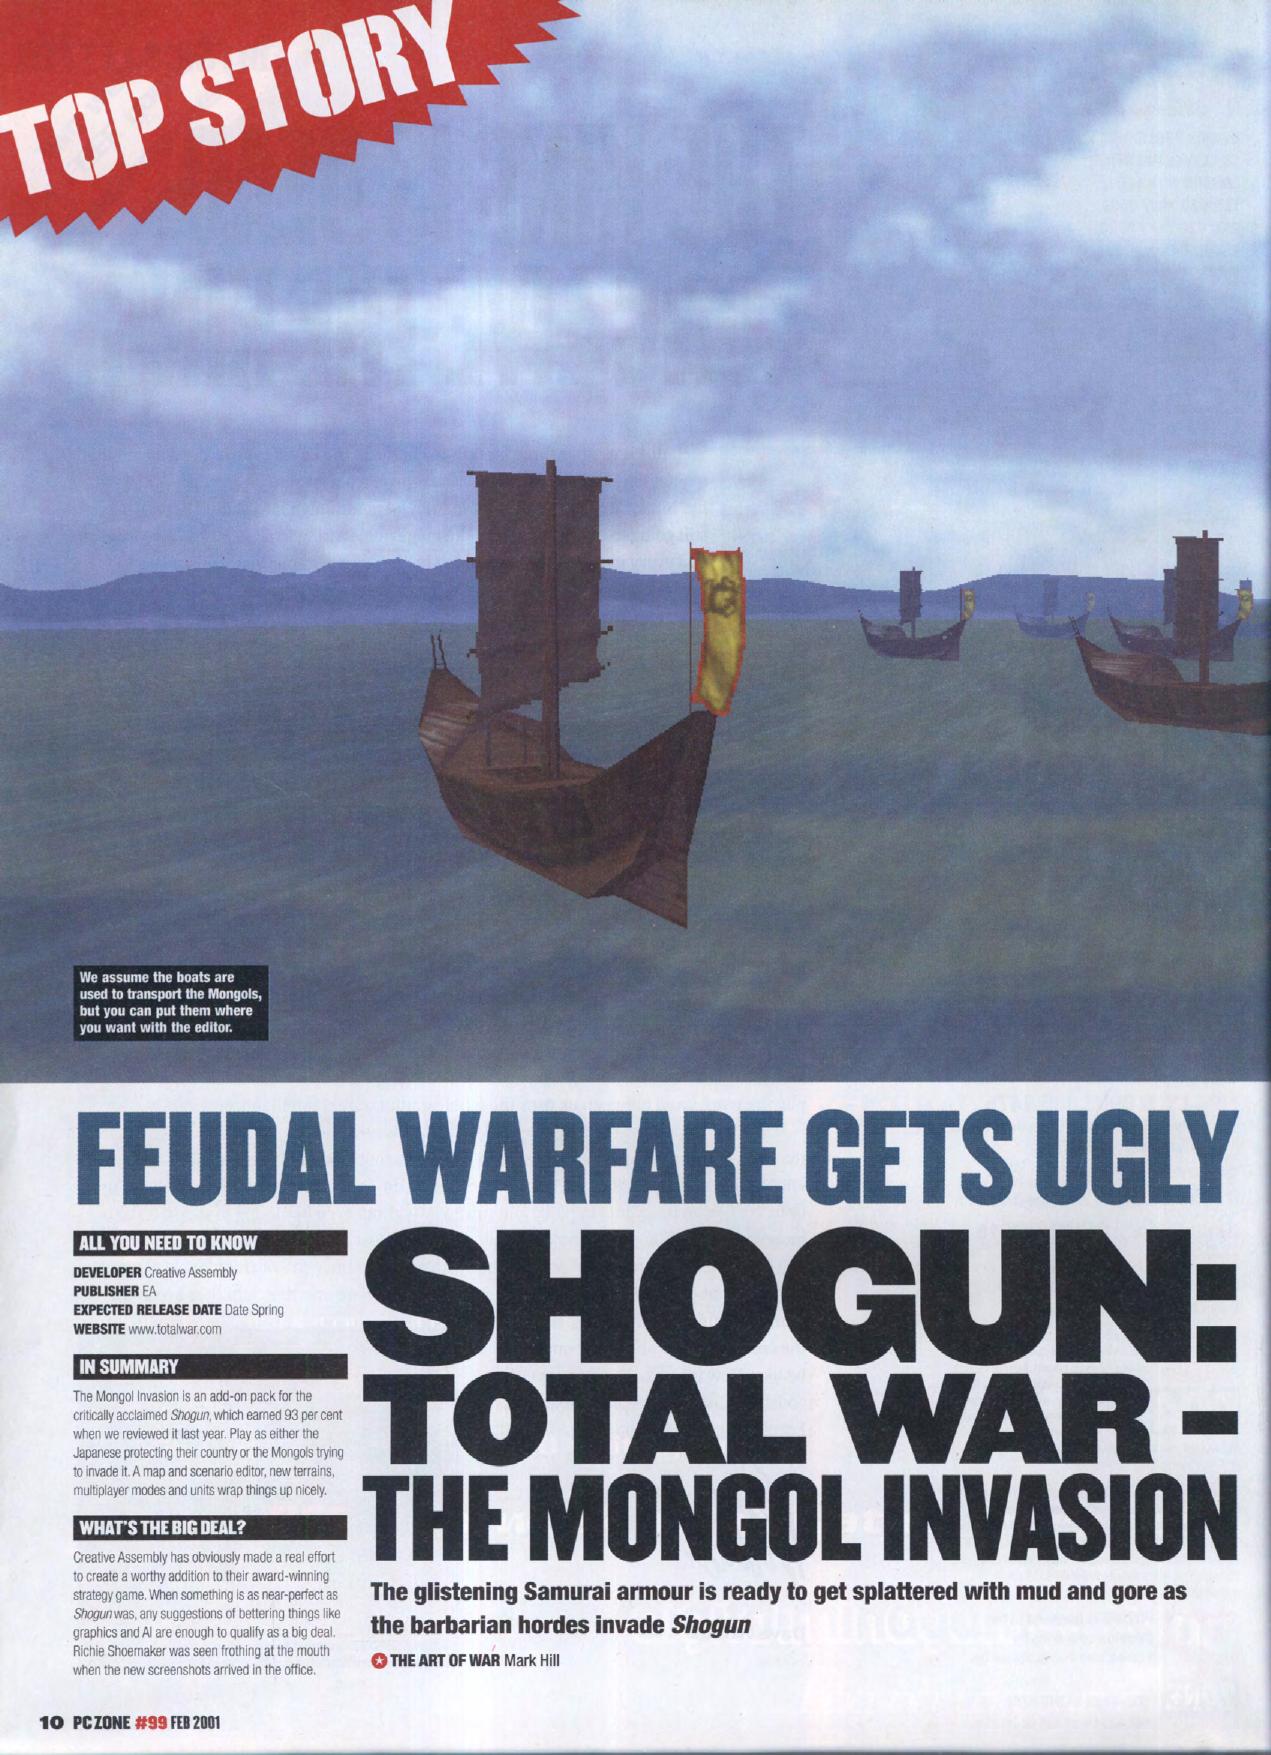 TOP STORY
We assume the boats are
used to transport the Mongols,
but you can put them where
you want with the editor.
FEUDAL WARFARE GETS UGLY
ALL YOU NEED TO KNOW
DEVELOPER Creative Assembly
PUBLISHER EA
EXPECTED RELEASE DATE Date Spring
WEBSITE www.totalwar.com
IN SUMMARY
The Mongol Invasion is an add-on pack for the
critically acclaimed Shogun, which earned 93 per cent
when we reviewed it last year. Play as either the
Japanese protecting their country or the Mongols trying
to invade it. A map and scenario editor, new terrains,
multiplayer modes and units wrap things up nicely.
WHAT'S THE BIG DEAL?
Creative Assembly has obviously made a real effort
to create a worthy addition to their award-winning
strategy game. When something is as near-perfect as
Shogun was, any suggestions of bettering things like
graphics and AI are enough to qualify as a big deal.
Richie Shoemaker was seen frothing at the mouth
when the new screenshots arrived in the office.
SHOGUN:
TOTAL WAR –
THE MONGOL INVASION
The glistening Samurai armour is ready to get splattered with mud and gore as
the barbarian hordes invade Shogun
THE ART OF WAR Mark Hill
10 PCZONE #99 FEB 2001